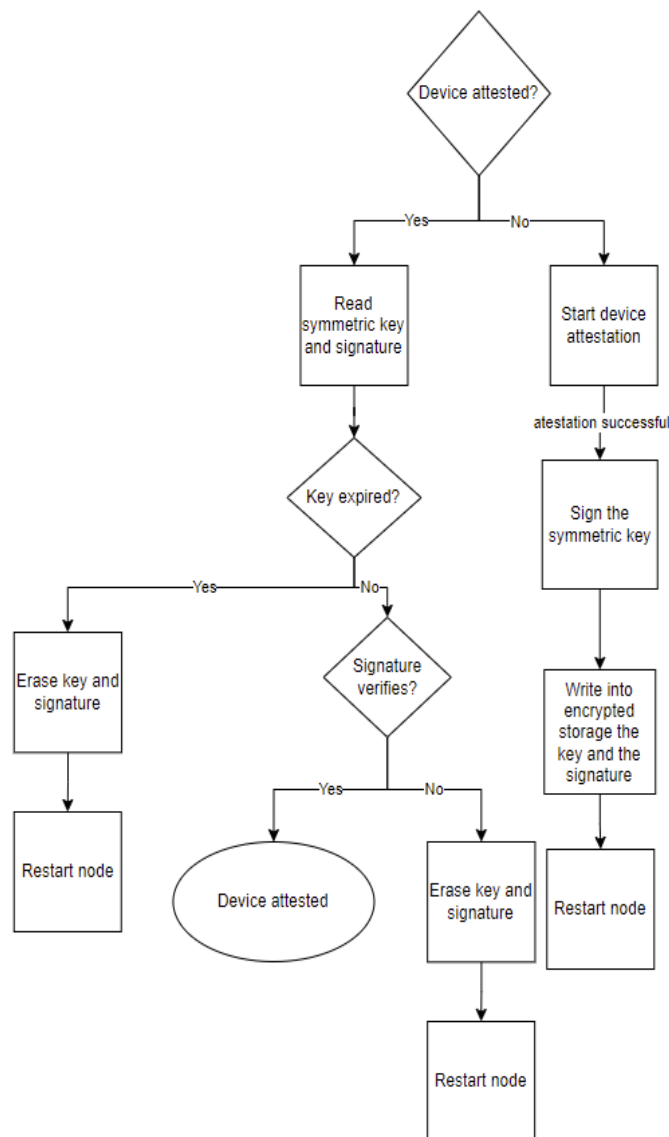 Device attested?
Yes
No
Read
symmetric key
and signature
Start device
attestation
atestation successful
Key expired?
Sign the
symmetric key
Yes
No
Erase key and
signature
Signature
verifies?
Write into
encrypted
storage the
key and the
signature
Yes
No
Restart node
Device attested
Erase key and
signature
Restart node
Restart node